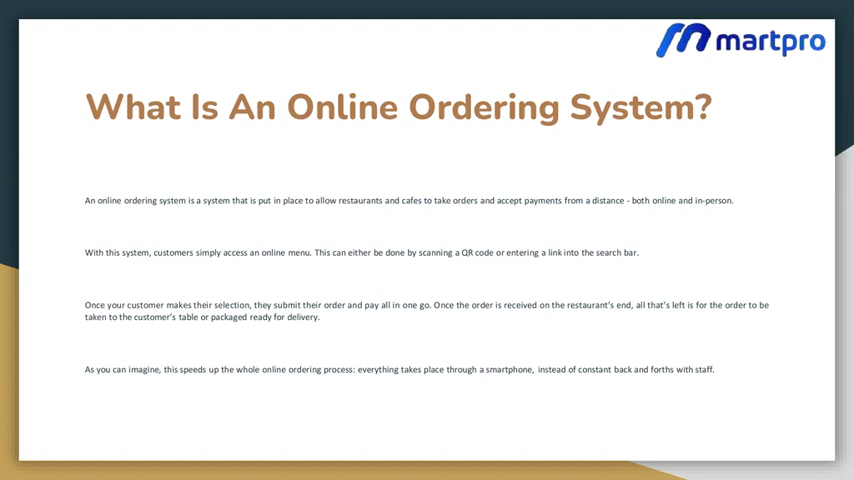 martpro
What Is An Online Ordering System?
An online ordering system is a system that is put in place to allow restaurants and cafes to take orders and accept payments from a distance - both online and in-person.
With this system, customers simply access an online menu. This can either be done by scanning a QR code or entering a link into the search bar.
Once your customer makes their selection, they submit their order and pay all in one go. Once the order is received on the restaurant's end, all that's left is for the order to be
taken to the customer's table or packaged ready for delivery.
As you can imagine, this speeds up the whole online ordering process: everything takes place through a smartphone, instead of constant back and forths with staff.